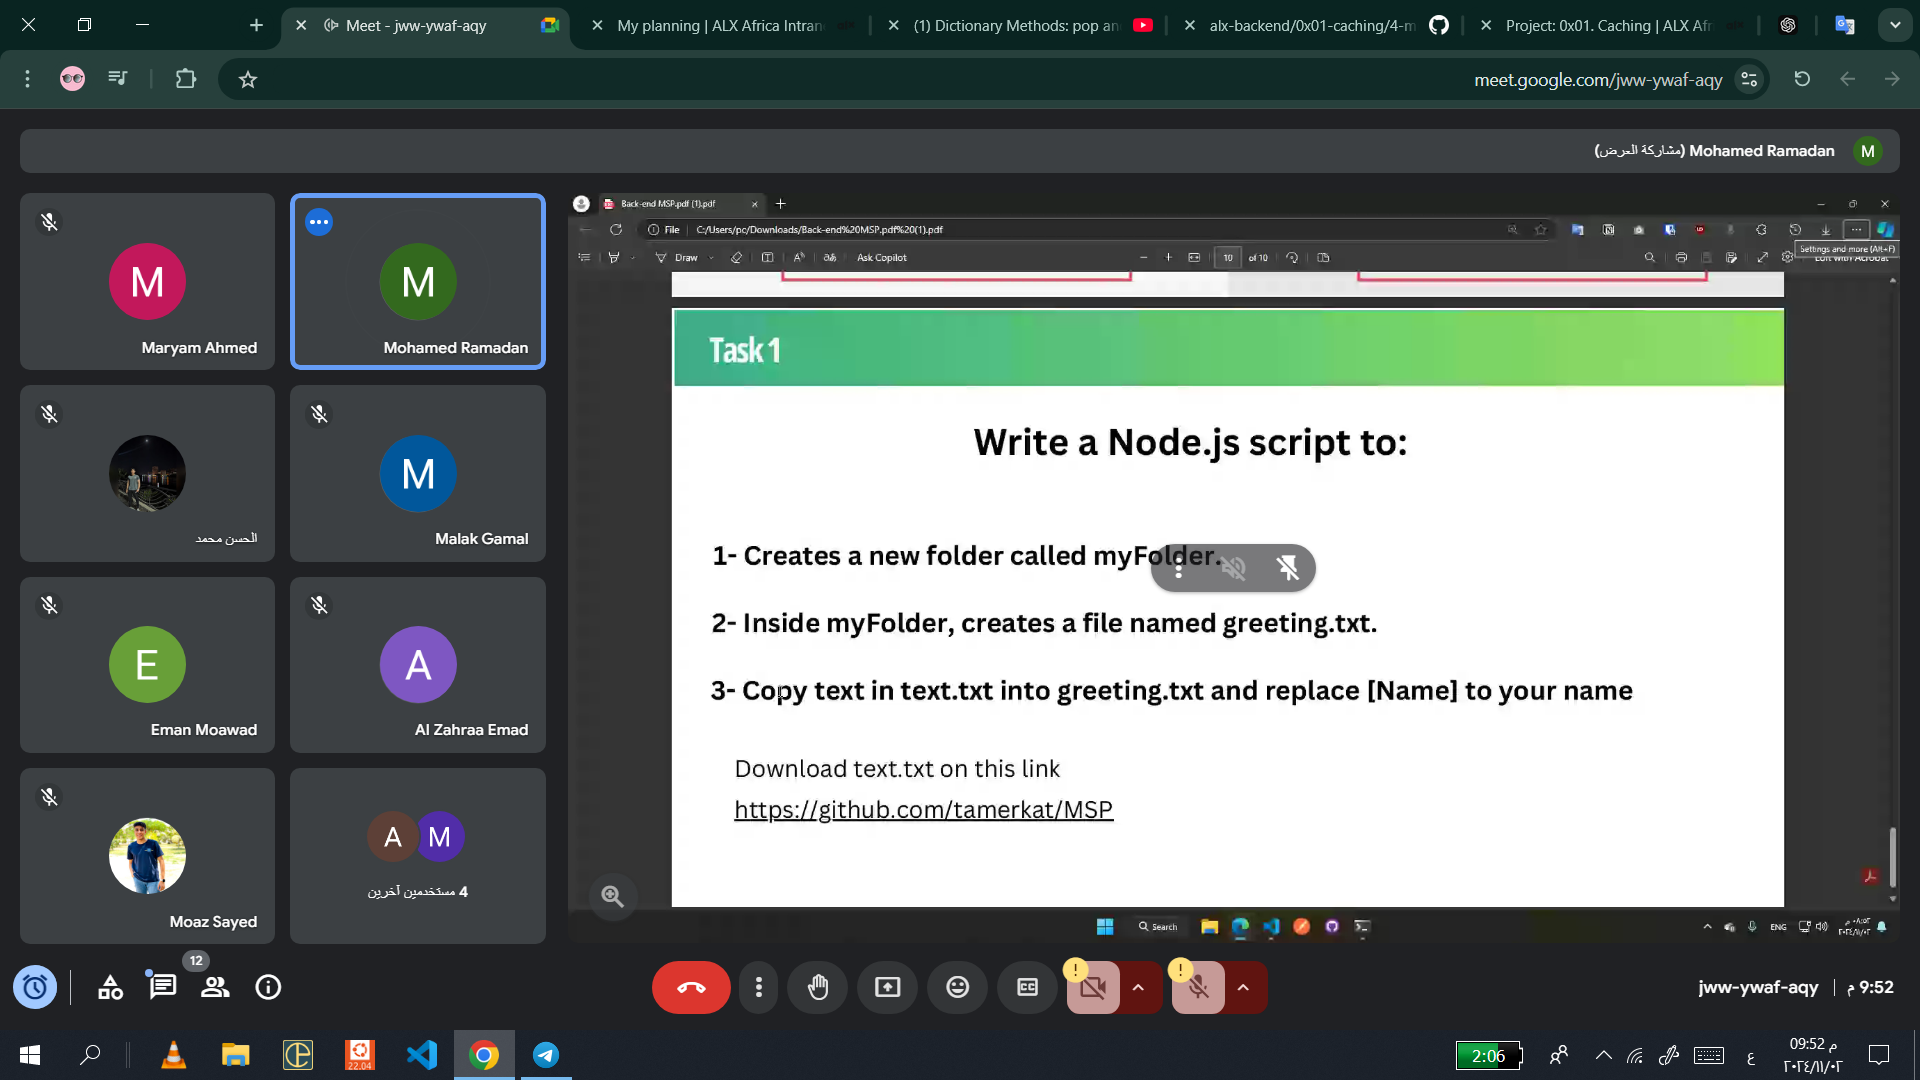 Meet - jww-ywaf-aqy
My planning | ALX Africa Intran
(1) Dictionary Methods: pop an
alx-backend/0x01-caching/4-m
Project: 0x01. Caching | ALX Afr
meet.google.com/jww-ywaf-aqy
Mohamed Ramadan (مشاركة العرض)
M
M
Maryam Ahmed
M
Mohamed Ramadan
الحسن محمد
M
Malak Gamal
E
Eman Moawad
A
Al Zahraa Emad
Moaz Sayed
A M
4 مستخدمين آخرين
Back-end MSP.pdf (1).pdf
File
C:/Users/pc/Downloads/Back-end%20MSP.pdf%20(1).pdf
Settings and more (Alt+F)
Draw
Ask Copilot
10 of 10
Edit with Acrobat
Task 1
Write a Node.js script to:
1- Creates a new folder called myFolder.
2- Inside myFolder, creates a file named greeting.txt.
3- Copy text in text.txt into greeting.txt and replace [Name] to your name
Download text.txt on this link
https://github.com/tamerkat/MSP
Search
ENG
12
CC
jww-ywaf-aqy
9:52 م
22.04
2:06
ع
09:52 م
٢٠٢٤/١١/٠٢